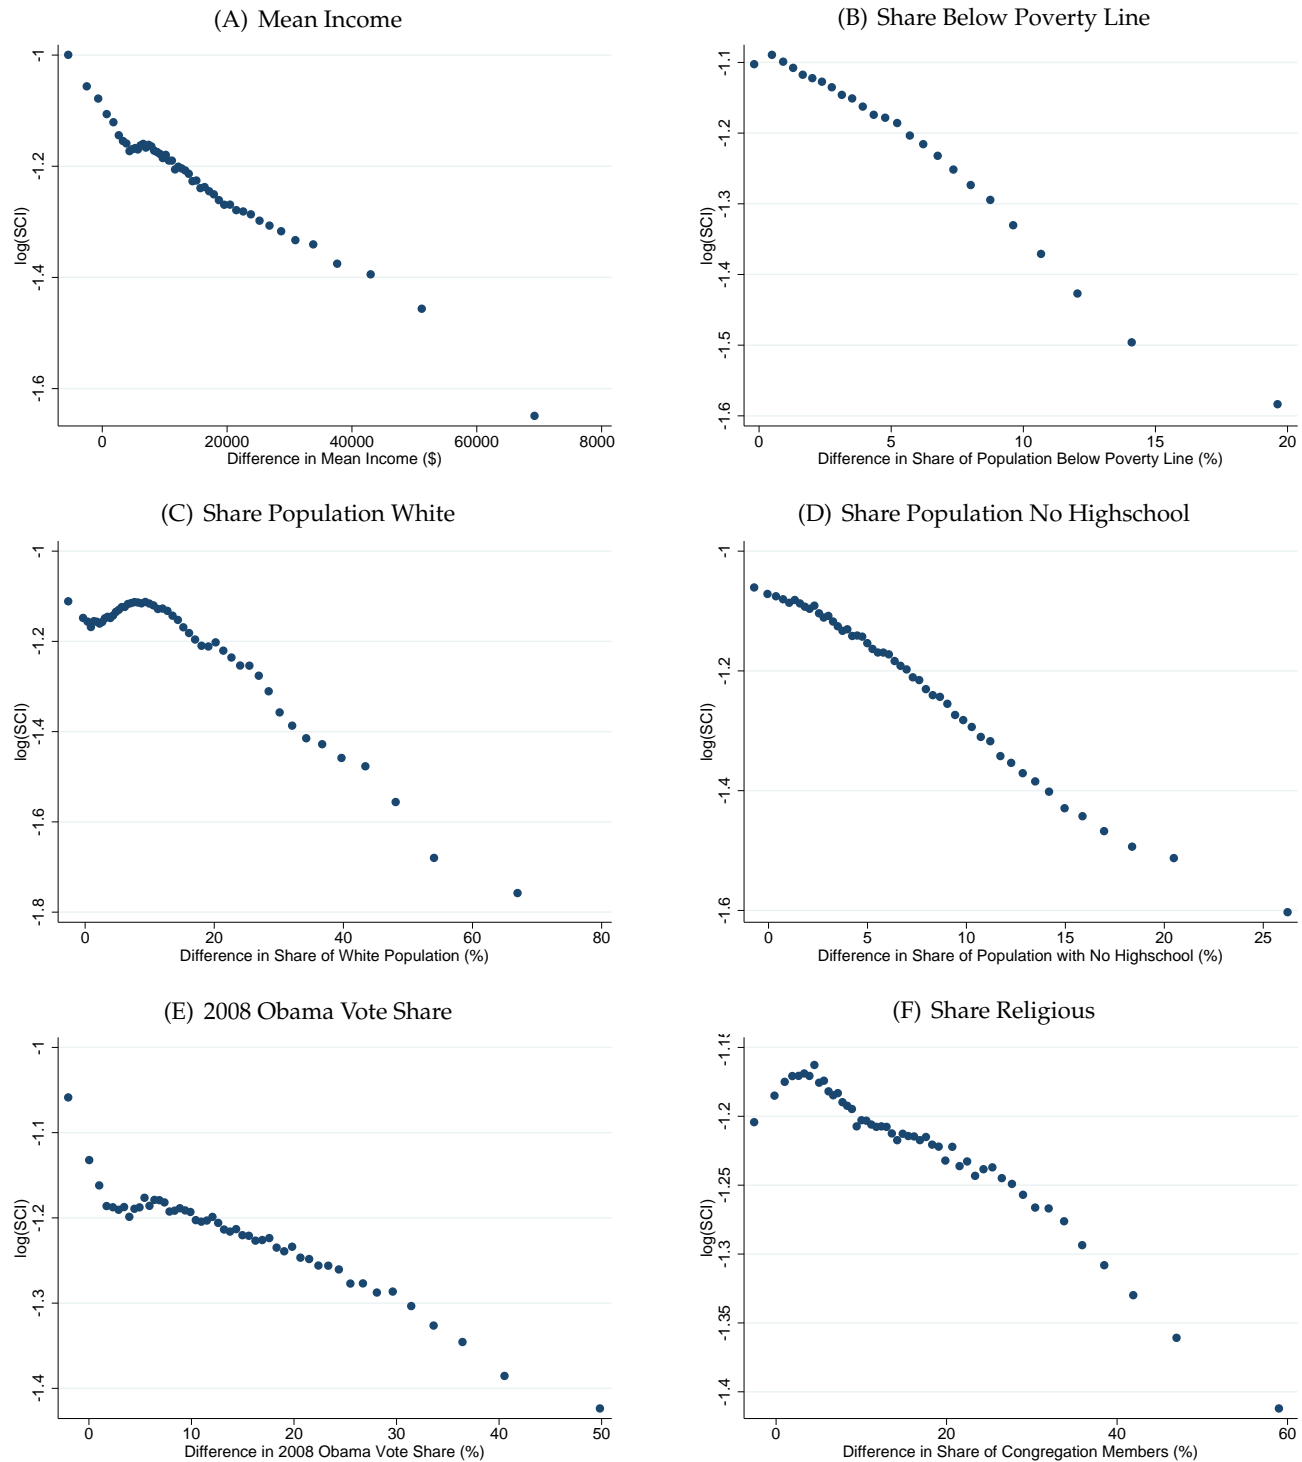 (A) Mean Income
-1
-1.2
-1.4
-1.6
log(SCI)
0 20000 40000 60000 8000
Difference in Mean Income ($)
(B) Share Below Poverty Line
-1.1
-1.2
-1.3
-1.4
-1.5
-1.6
log(SCI)
0 5 10 15 20
Difference in Share of Population Below Poverty Line (%)
(C) Share Population White
-1
-1.2
-1.4
-1.6
-1.8
log(SCI)
0 20 40 60 80
Difference in Share of White Population (%)
(D) Share Population No Highschool
-1
-1.2
-1.4
-1.6
log(SCI)
0 5 10 15 20 25
Difference in Share of Population with No Highschool (%)
(E) 2008 Obama Vote Share
-1
-1.1
-1.2
-1.3
-1.4
log(SCI)
0 10 20 30 40 50
Difference in 2008 Obama Vote Share (%)
(F) Share Religious
-1.15
-1.2
-1.25
-1.3
-1.35
-1.4
log(SCI)
0 20 40 60
Difference in Share of Congregation Members (%)